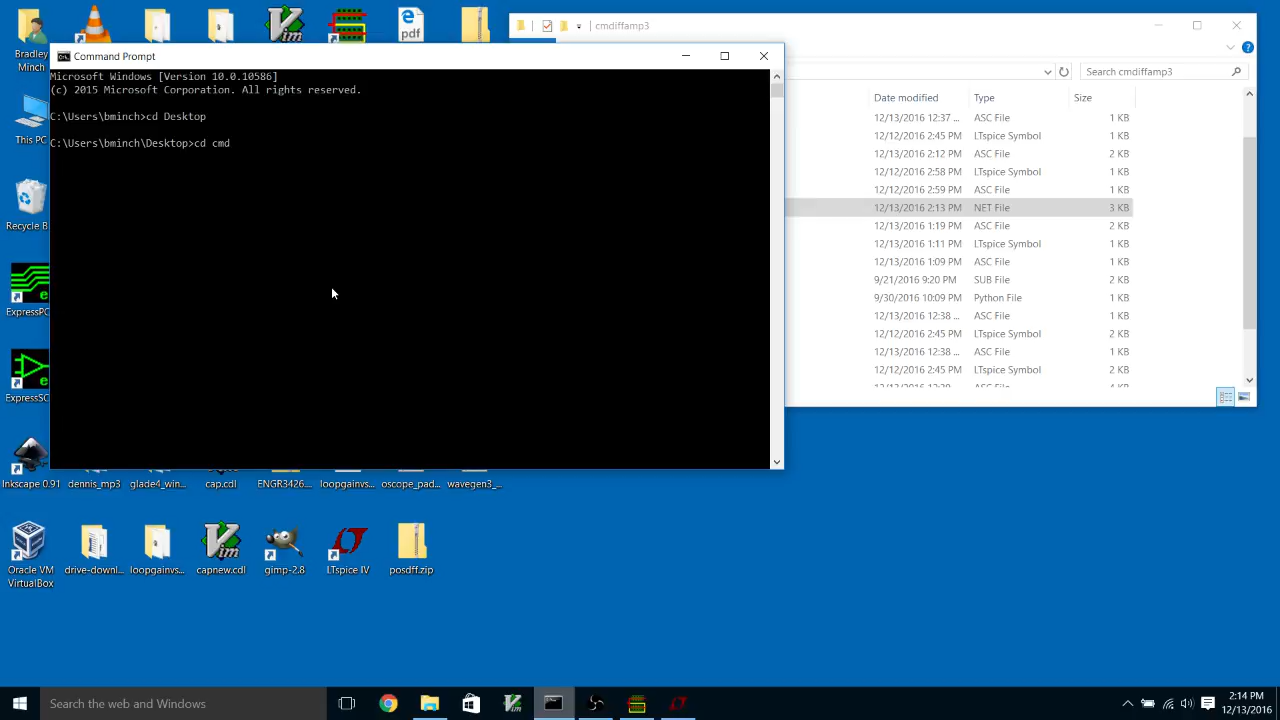 Bradley
Minch
This PC
Recycle B
ExpressPC
ExpressSC
Inkscape 0.91
dennis_mp3
glade4_win...
cap.cdl
ENGR3426....
loopgainvs...
oscope_pad...
wavegen3_...
Oracle VM
VirtualBox
drive-downl...
loopgainvs...
capnew.cdl
gimp-2.8
LTspice IV
posdff.zip
pdf
Command Prompt
Microsoft Windows [Version 10.0.10586]
(c) 2015 Microsoft Corporation. All rights reserved.
C:\Users\bminch>cd Desktop
C:\Users\bminch\Desktop>cd cmd
cmdiffamp3
Search cmdiffamp3
Date modified Type Size
12/13/2016 12:37 ... ASC File 1 KB
12/12/2016 2:45 PM LTspice Symbol 2 KB
12/13/2016 2:12 PM ASC File 2 KB
12/12/2016 2:58 PM LTspice Symbol 1 KB
12/12/2016 2:59 PM ASC File 1 KB
12/13/2016 2:13 PM NET File 3 KB
12/13/2016 1:19 PM ASC File 2 KB
12/13/2016 1:11 PM LTspice Symbol 2 KB
12/13/2016 1:09 PM ASC File 2 KB
9/21/2016 9:20 PM SUB File 2 KB
9/30/2016 10:09 PM Python File 1 KB
12/13/2016 12:38 ... ASC File 1 KB
12/12/2016 2:45 PM LTspice Symbol 2 KB
12/13/2016 12:38 ... ASC File 1 KB
12/12/2016 2:45 PM LTspice Symbol 2 KB
Search the web and Windows
2:14 PM
12/13/2016